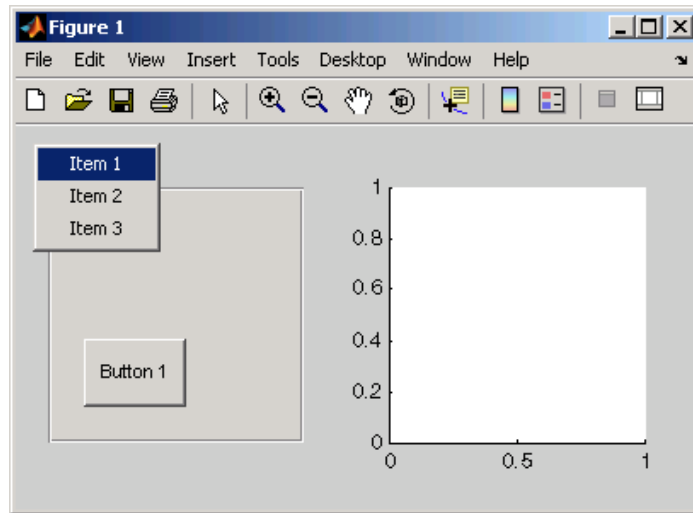 Figure 1
File Edit View Insert Tools Desktop Window Help
Item 1
Item 2
Item 3
Button 1
1
0.8
0.6
0.4
0.2
0
0 0.5 1